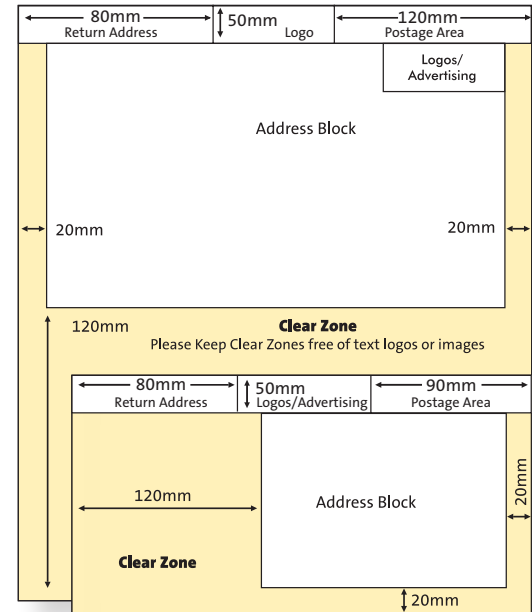 80mm
Return Address
50mm
Logo
120mm
Postage Area
Logos/
Advertising
Address Block
20mm
20mm
120mm
Clear Zone
Please Keep Clear Zones free of text logos or images
80mm
Return Address
50mm
Logos/Advertising
90mm
Postage Area
120mm
Address Block
20mm
Clear Zone
20mm